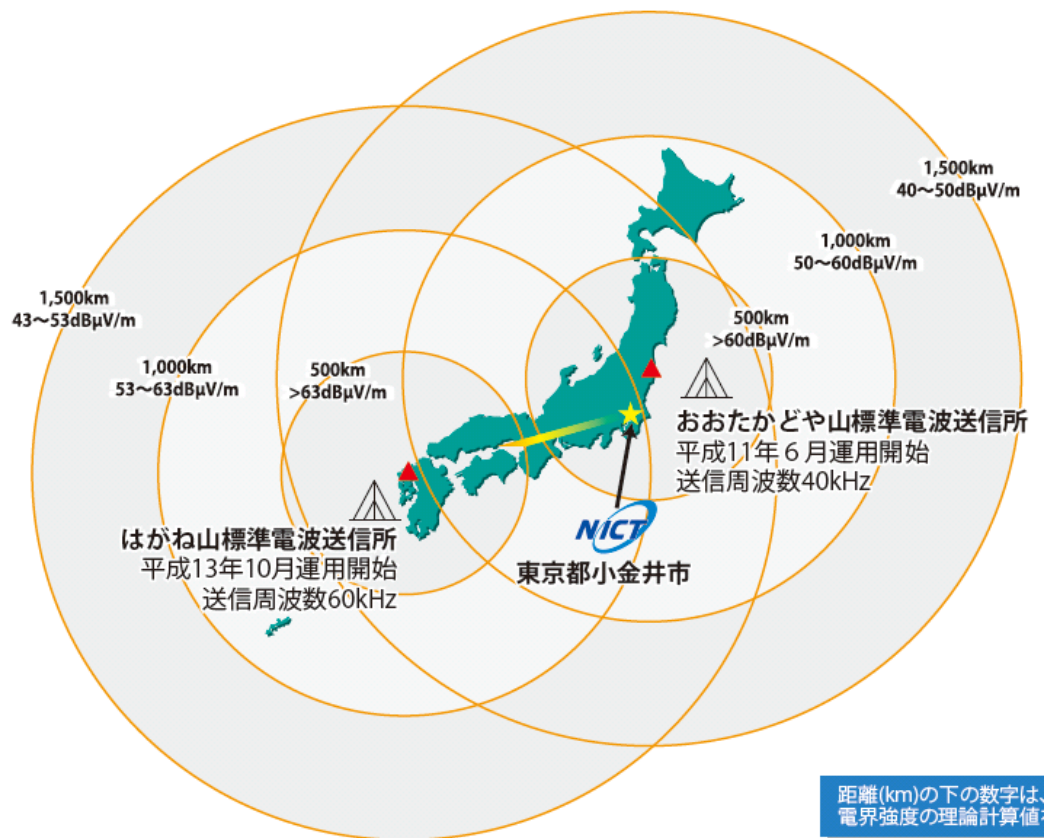 1,500km
40～50dBµV/m
1,000km
50～60dBµV/m
1,500km
43～53dBµV/m
500km
>60dBµV/m
1,000km
53～63dBµV/m
500km
>63dBµV/m
おおたかどや山標準電波送信所
平成11年６月運用開始
送信周波数40kHz
NICT
東京都小金井市
はがね山標準電波送信所
平成13年10月運用開始
送信周波数60kHz
距離(km)の下の数字は、
電界強度の理論計算値